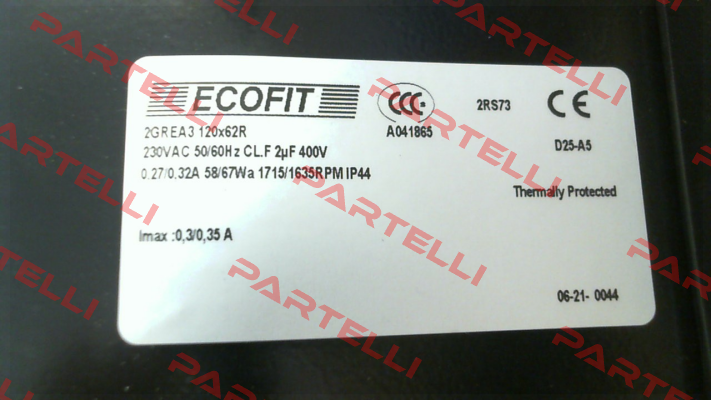 ECOFIT
CCC
2RS73
CE
2GREA3 120x62R
A041865
230VAC 50/60Hz CL.F 2µF 400V
D25-A5
0,27/0,32A 58/67Wa 1715/1635RPM IP44
Thermally Protected
Imax :0,3/0,35 A
06-21- 0044
PARTELLI
PARTELLI
PARTELLI
PARTELLI
PARTELLI
PARTELLI
PARTELLI